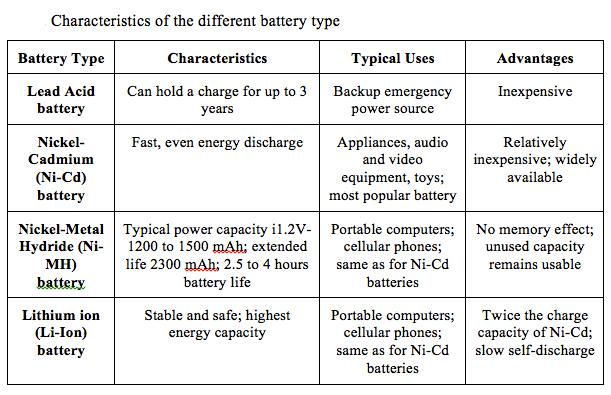 Characteristics of the different battery type
Battery Type
Characteristics
Typical Uses
Advantages
Lead Acid
battery
Can hold a charge for up to 3
years
Backup emergency
power source
Inexpensive
Nickel-
Cadmium
(Ni-Cd)
battery
Fast, even energy discharge
Appliances, audio
and video
equipment, toys;
most popular battery
Relatively
inexpensive; widely
available
Nickel-Metal
Hydride (Ni-
MH)
battery
Typical power capacity i1.2V-
1200 to 1500 mAh; extended
life 2300 mAh; 2.5 to 4 hours
battery life
Portable computers;
cellular phones;
same as for Ni-Cd
batteries
No memory effect;
unused capacity
remains usable
Lithium ion
(Li-Ion)
battery
Stable and safe; highest
energy capacity
Portable computers;
cellular phones;
same as for Ni-Cd
batteries
Twice the charge
capacity of Ni-Cd;
slow self-discharge